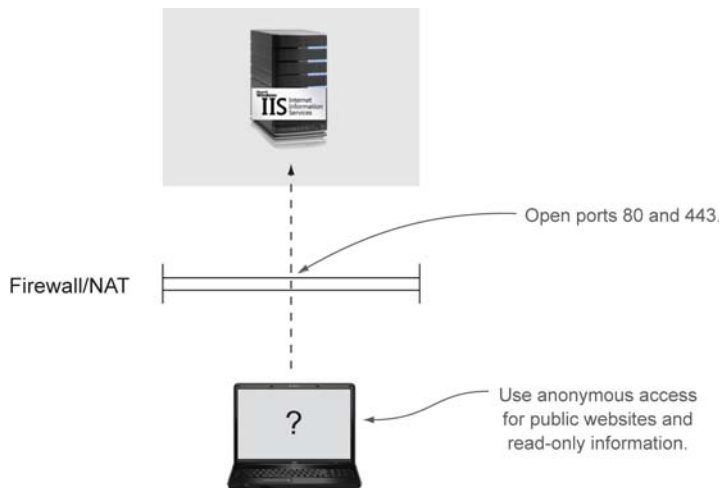 IIS Internet
Information
Services
Open ports 80 and 443.
Firewall/NAT
?
Use anonymous access
for public websites and
read-only information.